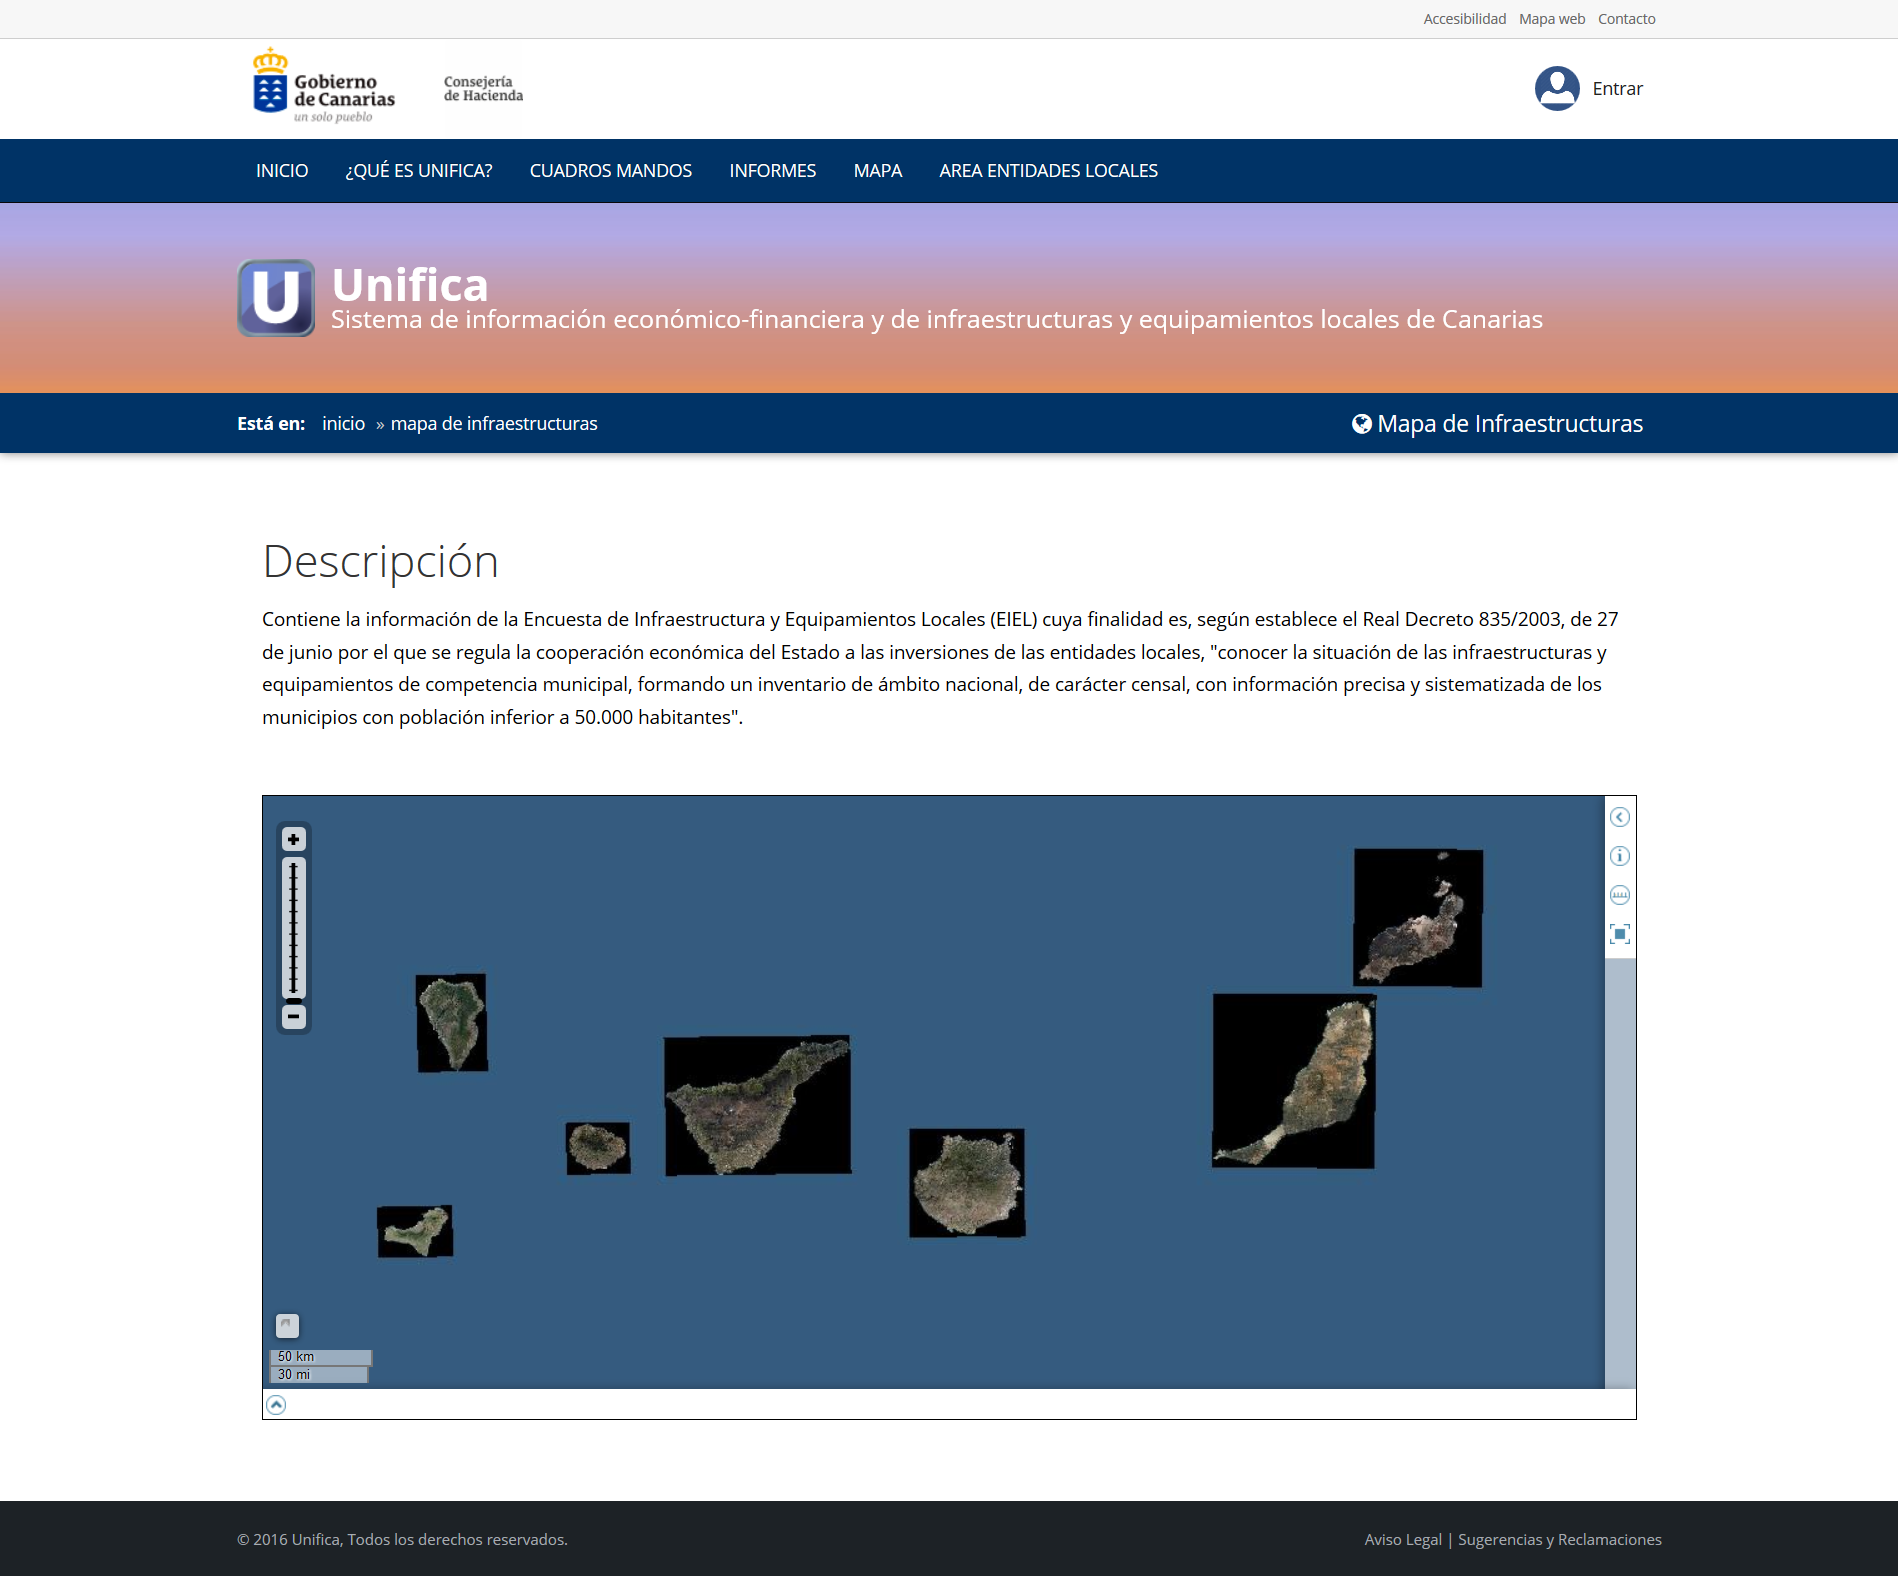 Accesibilidad Mapa web Contacto
Gobierno
de Canarias
un solo pueblo
Consejería
de Hacienda
Entrar
INICIO ¿QUÉ ES UNIFICA? CUADROS MANDOS INFORMES MAPA AREA ENTIDADES LOCALES
U
Unifica
Sistema de información económico-financiera y de infraestructuras y equipamientos locales de Canarias
Está en: inicio » mapa de infraestructuras
Mapa de Infraestructuras
Descripción
Contiene la información de la Encuesta de Infraestructura y Equipamientos Locales (EIEL) cuya finalidad es, según establece el Real Decreto 835/2003, de 27
de junio por el que se regula la cooperación económica del Estado a las inversiones de las entidades locales, "conocer la situación de las infraestructuras y
equipamientos de competencia municipal, formando un inventario de ámbito nacional, de carácter censal, con información precisa y sistematizada de los
municipios con población inferior a 50.000 habitantes".
50 km
30 mi
© 2016 Unifica, Todos los derechos reservados.
Aviso Legal | Sugerencias y Reclamaciones